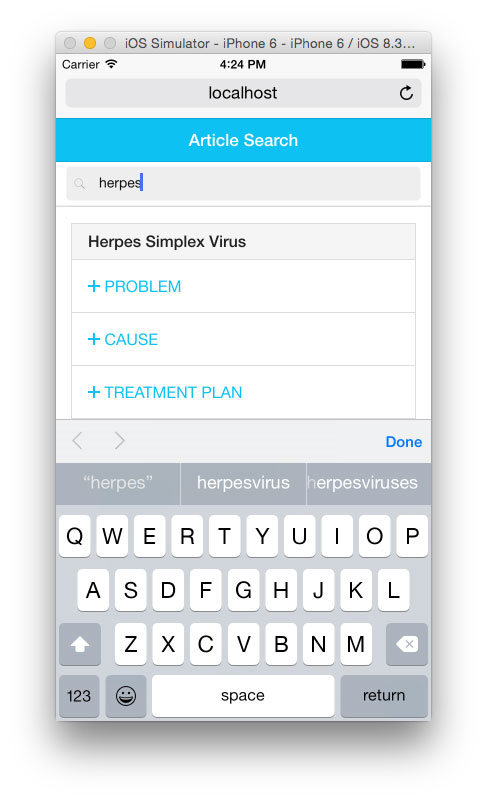 iOS Simulator - iPhone 6 - iPhone 6 / iOS 8.3...
Carrier 4:24 PM
localhost
Article Search
herpes
Herpes Simplex Virus
+ PROBLEM
+ CAUSE
+ TREATMENT PLAN
Done
“herpes” herpesvirus herpesviruses
Q W E R T Y U I O P
A S D F G H J K L
Z X C V B N M
123 space return